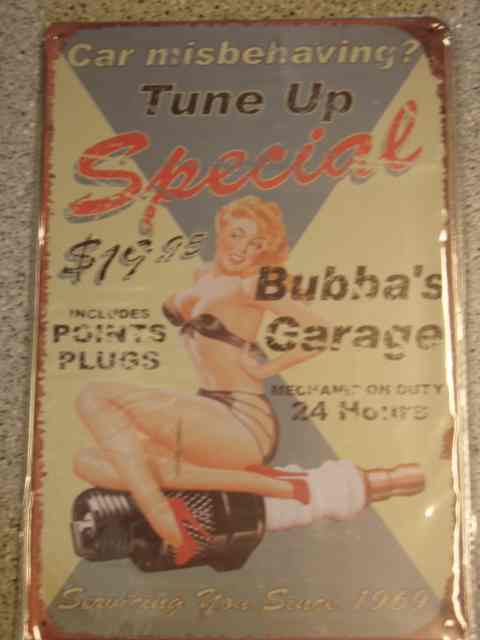 Car misbehaving?
Tune Up
Special
$19.95
INCLUDES
POINTS
PLUGS
Bubba's
Garage
MECHANIC ON DUTY
24 Hours
Servicing You Since 1969